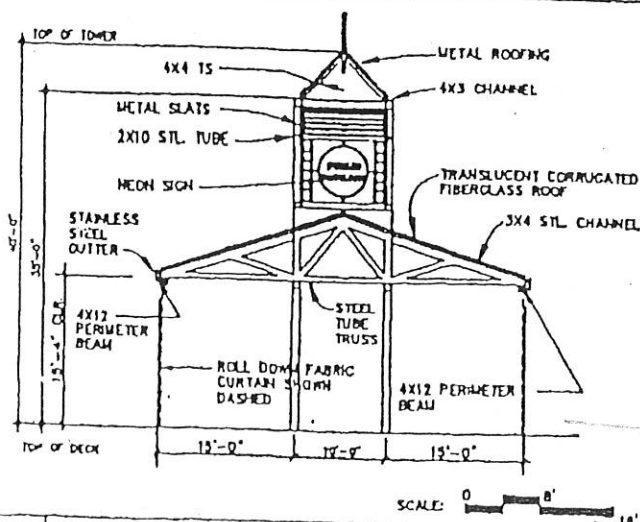 TOP OF TOWER
METAL ROOFING
4X4 TS
4X3 CHANNEL
METAL SLATS
2X10 STL. TUBE
NEON SIGN
TRANSLUCENT CORRUGATED
FIBERGLASS ROOF
3X4 STL. CHANNEL
STAINLESS
STEEL
GUTTER
40'-0"
35'-0"
15'-4" CLR.
4X12
PERIMETER
BEAM
STEEL
TUBE
TRUSS
ROLL DOWN FABRIC
CURTAIN SHOWN
DASHED
4X12 PERIMETER
BEAM
TOP OF DECK
15'-0"
10'-0"
15'-0"
SCALE:
0
8'
16'